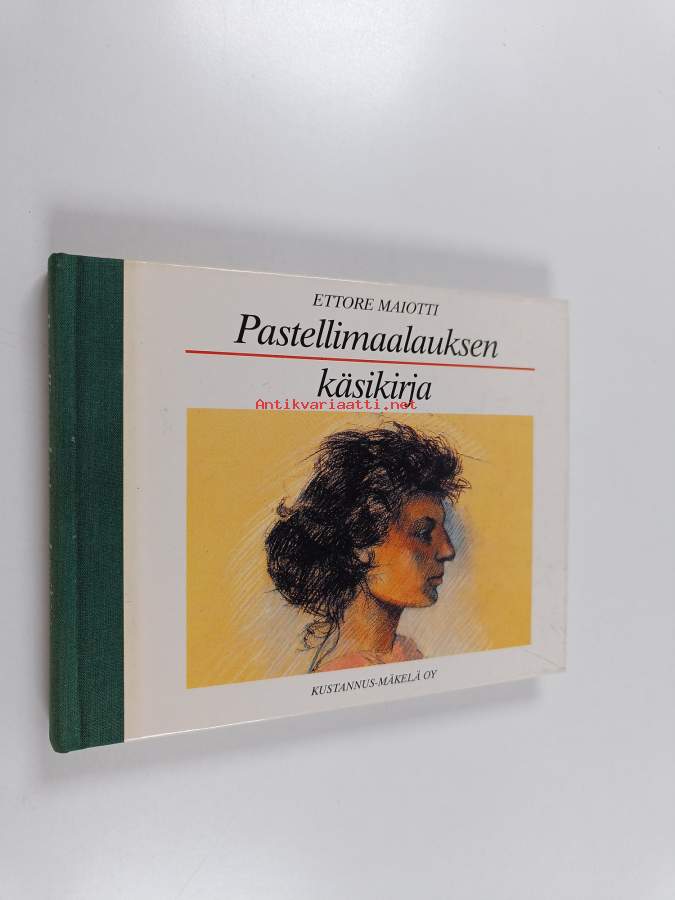 ETTORE MAIOTTI
Pastellimaalauksen
käsikirja
Antikvariaatti.net
KUSTANNUS-MÄKELÄ OY